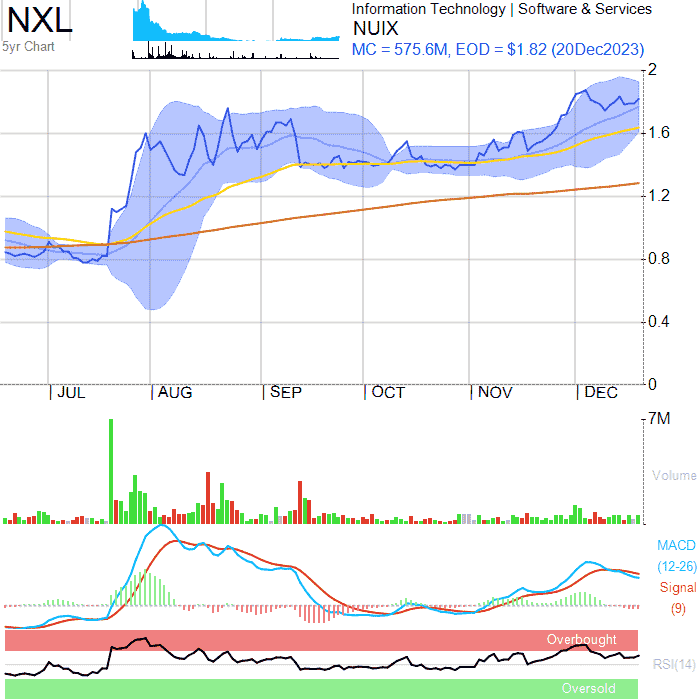 NXL
5yr Chart
Information Technology | Software & Services
NUIX
MC = 575.6M, EOD = $1.82 (20Dec2023)
2
1.6
1.2
0.8
0.4
0
JUL AUG SEP OCT NOV DEC
7M
Volume
MACD
(12-26)
Signal
(9)
Overbought
RSI(14)
Oversold